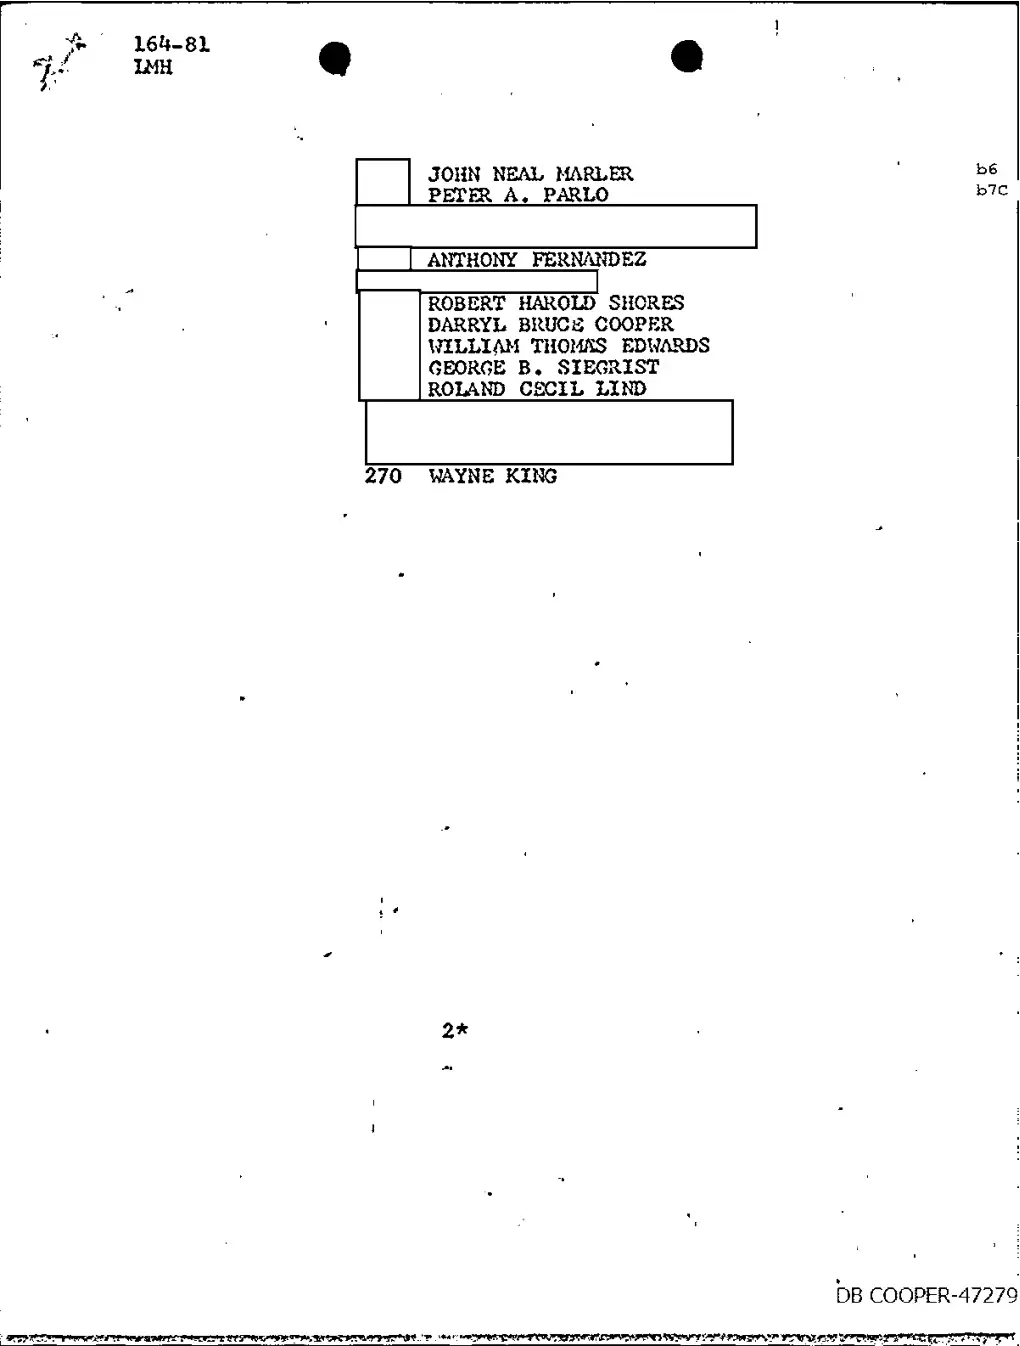 164-81
LMH
JOHN NEAL MARLER
b6
PETER A. PARLO
b7C
ANTHONY FERNANDEZ
ROBERT HAROLD SHORES
DARRYL BRUCE COOPER
WILLIAM THOMAS EDWARDS
GEORGE B. SIEGRIST
ROLAND CECIL LIND
270 WAYNE KING
2*
DB COOPER-47279